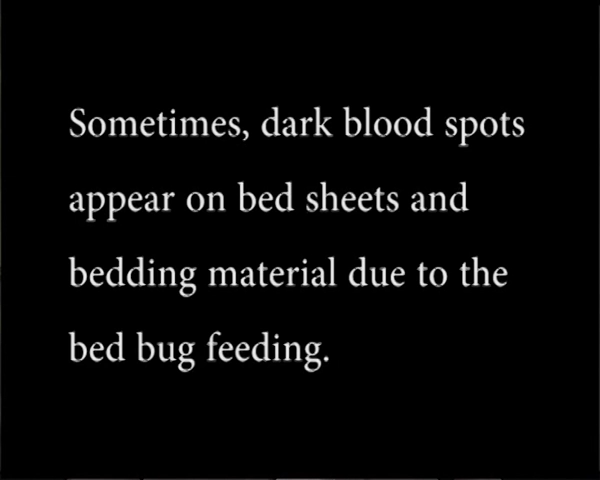 Sometimes, dark blood spots
appear on bed sheets and
bedding material due to the
bed bug feeding.